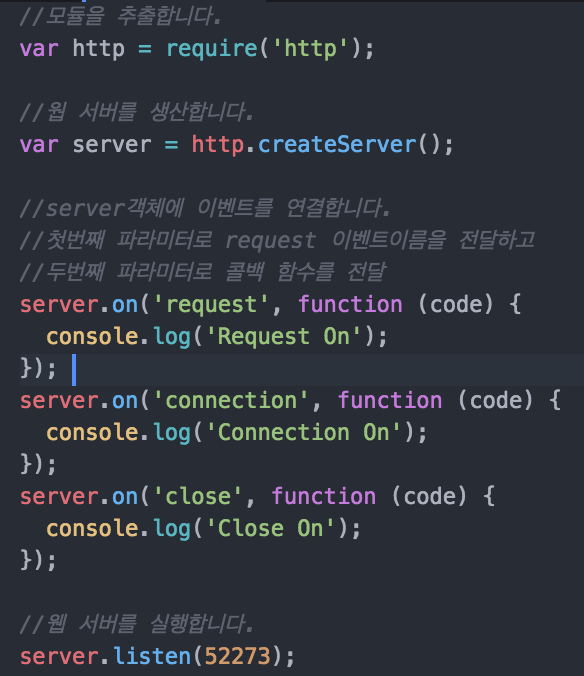 //모듈을 추출합니다.
var http = require('http');
//웝 서버를 생산합니다.
var server = http.createServer();
//server객체에 이벤트를 연결합니다.
//첫번째 파라미터로 request 이벤트이름을 전달하고
//두번째 파라미터로 콜백 함수를 전달
server.on('request', function (code) {
  console.log('Request On');
});
server.on('connection', function (code) {
  console.log('Connection On');
});
server.on('close', function (code) {
  console.log('Close On');
});
//웹 서버를 실행합니다.
server.listen(52273);